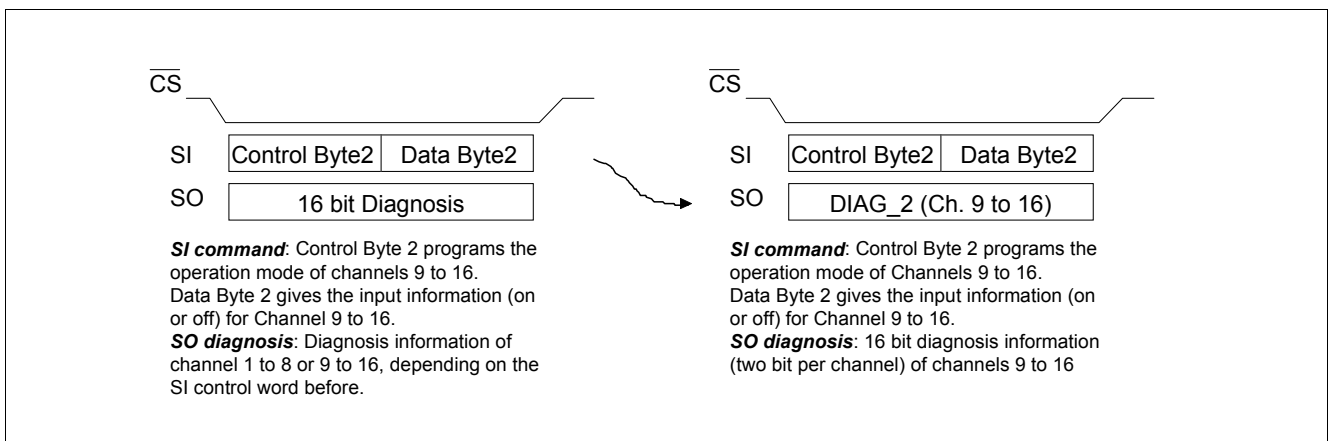 CS
SI Control Byte2 Data Byte2
SO 16 bit Diagnosis
SI command: Control Byte 2 programs the
operation mode of channels 9 to 16.
Data Byte 2 gives the input information (on
or off) for Channel 9 to 16.
SO diagnosis: Diagnosis information of
channel 1 to 8 or 9 to 16, depending on the
SI control word before.
CS
SI Control Byte2 Data Byte2
SO DIAG_2 (Ch. 9 to 16)
SI command: Control Byte 2 programs the
operation mode of Channels 9 to 16.
Data Byte 2 gives the input information (on
or off) for Channel 9 to 16.
SO diagnosis: 16 bit diagnosis information
(two bit per channel) of channels 9 to 16